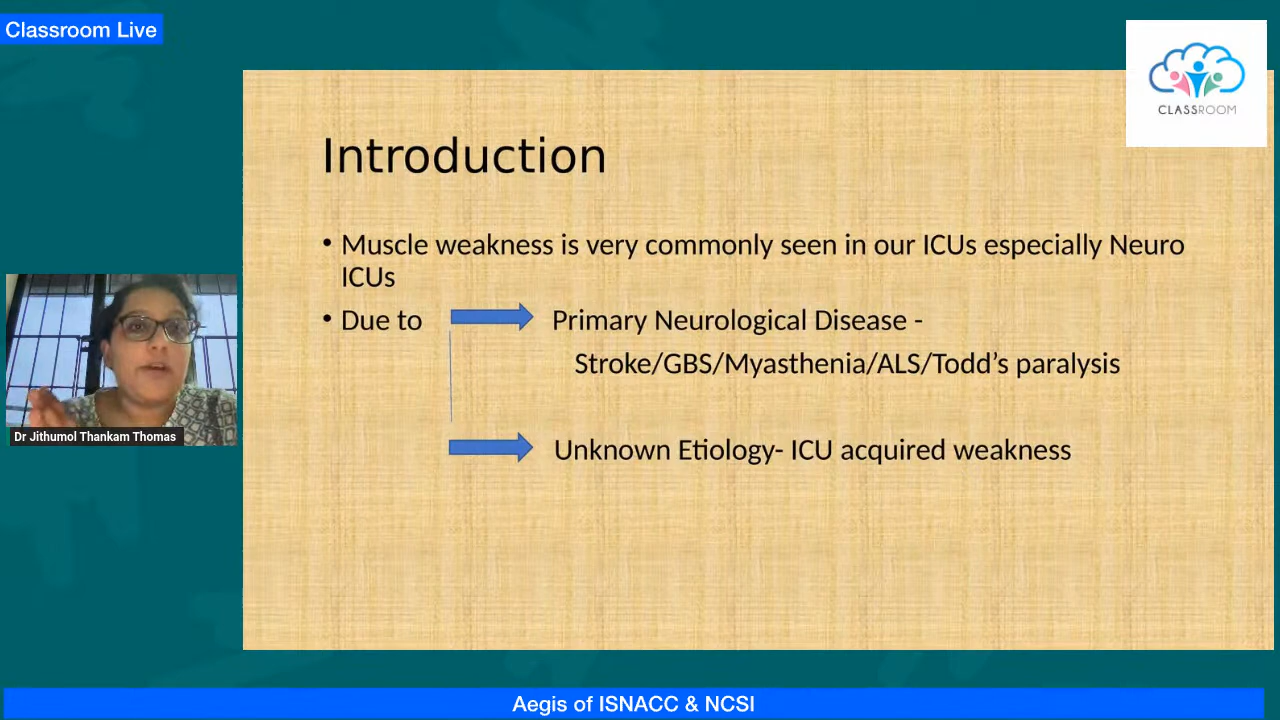 Classroom Live
CLASSROOM
Introduction
• Muscle weakness is very commonly seen in our ICUs especially Neuro
ICUs
• Due to Primary Neurological Disease -
Stroke/GBS/Myasthenia/ALS/Todd’s paralysis
Unknown Etiology- ICU acquired weakness
Dr Jithumol Thankam Thomas
Aegis of ISNACC & NCSI